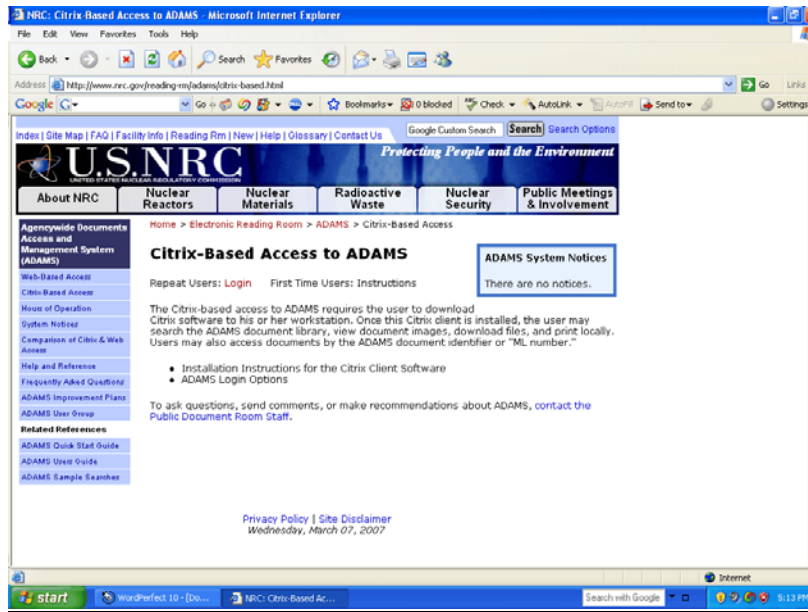 NRC: Citrix-Based Access to ADAMS - Microsoft Internet Explorer
File Edit View Favorites Tools Help
Back Search Favorites
Address http://www.nrc.gov/reading-rm/adams/citrix-based.html Go Links
Google Go Bookmarks 0 blocked Check AutoLink AutoFill Send to Settings
Index | Site Map | FAQ | Facility Info | Reading Rm | New | Help | Glossary | Contact Us Google Custom Search Search Search Options
U.S.NRC
UNITED STATES NUCLEAR REGULATORY COMMISSION
Protecting People and the Environment
About NRC
Nuclear Reactors
Nuclear Materials
Radioactive Waste
Nuclear Security
Public Meetings & Involvement
Agencywide Documents
Access and
Management System
(ADAMS)
Web-Based Access
Citrix-Based Access
Hours of Operation
System Notices
Comparison of Citrix & Web
Access
Help and Reference
Frequently Asked Questions
ADAMS Improvement Plans
ADAMS User Group
Related References
ADAMS Quick Start Guide
ADAMS Users Guide
ADAMS Sample Searches
Home > Electronic Reading Room > ADAMS > Citrix-Based Access
Citrix-Based Access to ADAMS
ADAMS System Notices
There are no notices.
Repeat Users: Login First Time Users: Instructions
The Citrix-based access to ADAMS requires the user to download
Citrix software to his or her workstation. Once this Citrix client is installed, the user may
search the ADAMS document library, view document images, download files, and print locally.
Users may also access documents by the ADAMS document identifier or "ML number."
• Installation Instructions for the Citrix Client Software
• ADAMS Login Options
To ask questions, send comments, or make recommendations about ADAMS, contact the
Public Document Room Staff.
Privacy Policy | Site Disclaimer
Wednesday, March 07, 2007
Internet
start WordPerfect 10 - [Do... NRC: Citrix-Based Ac... Search with Google 5:13 PM